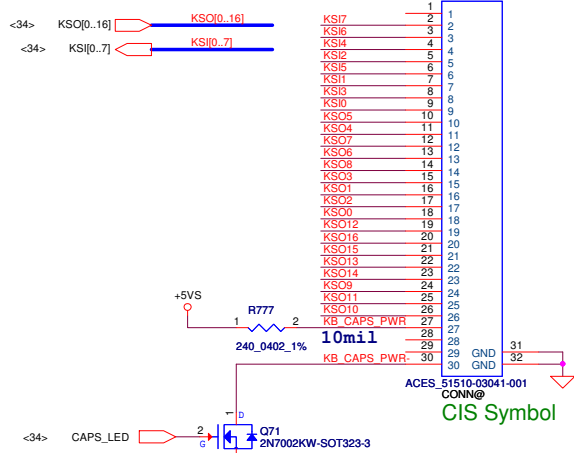 <34> KSO[0..16] KSO[0..16]
<34> KSI[0..7] KSI[0..7]
1 1
KSI7 2 2
KSI6 3 3
KSI4 4 4
KSI2 5 5
KSI5 6 6
KSI1 7 7
KSI3 8 8
KSI0 9 9
KSO5 10 10
KSO4 11 11
KSO7 12 12
KSO6 13 13
KSO8 14 14
KSO3 15 15
KSO1 16 16
KSO2 17 17
KSO0 18 18
KSO12 19 19
KSO16 20 20
KSO15 21 21
KSO13 22 22
KSO14 23 23
KSO9 24 24
KSO11 25 25
KSO10 26 26
+5VS
R777
1 2 KB_CAPS_PWR 27 27
10mil 28 28
240_0402_1%
29 29 GND 31
KB_CAPS_PWR- 30 30 GND 32
ACES_51510-03041-001
CONN@
CIS Symbol
1 D
<34> CAPS_LED 2 G
Q71
2N7002KW-SOT323-3